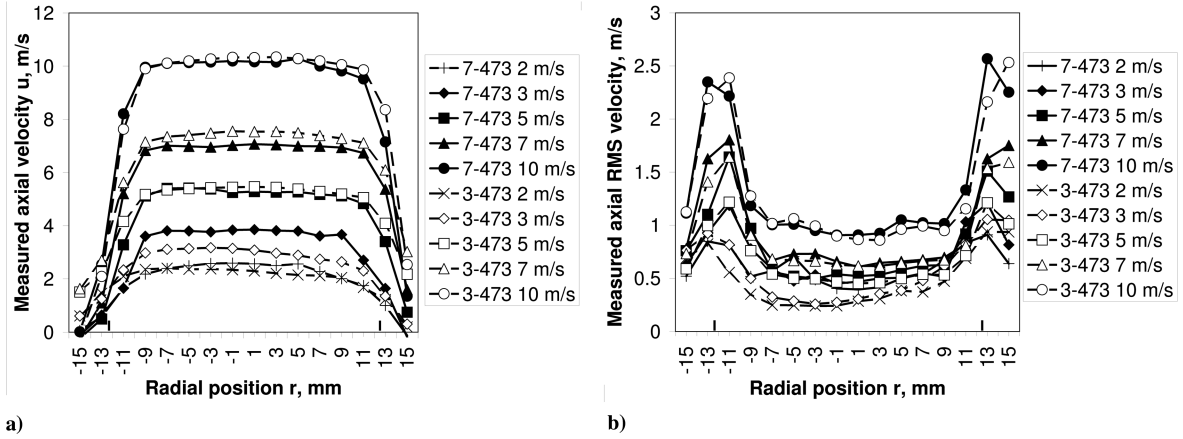 Measured axial velocity u, m/s
12
10
8
6
4
2
0
-15
-13
-11
-9
-7
-5
-3
-1
1
3
5
7
9
11
13
15
Radial position r, mm
7-473 2 m/s
7-473 3 m/s
7-473 5 m/s
7-473 7 m/s
7-473 10 m/s
3-473 2 m/s
3-473 3 m/s
3-473 5 m/s
3-473 7 m/s
3-473 10 m/s
a)
Measured axial RMS velocity, m/s
3
2.5
2
1.5
1
0.5
0
-15
-13
-11
-9
-7
-5
-3
-1
1
3
5
7
9
11
13
15
Radial position r, mm
7-473 2 m/s
7-473 3 m/s
7-473 5 m/s
7-473 7 m/s
7-473 10 m/s
3-473 2 m/s
3-473 3 m/s
3-473 5 m/s
3-473 7 m/s
3-473 10 m/s
b)